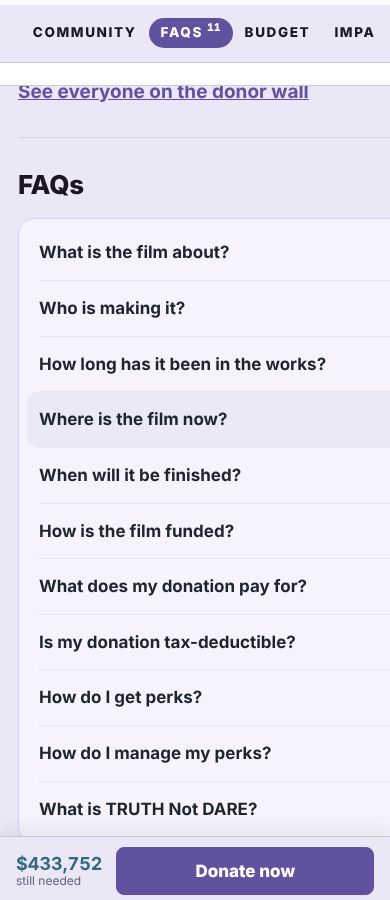 COMMUNITY FAQS 11 BUDGET IMPA
See everyone on the donor wall
FAQs
What is the film about?
Who is making it?
How long has it been in the works?
Where is the film now?
When will it be finished?
How is the film funded?
What does my donation pay for?
Is my donation tax-deductible?
How do I get perks?
How do I manage my perks?
What is TRUTH Not DARE?
$433,752
still needed
Donate now